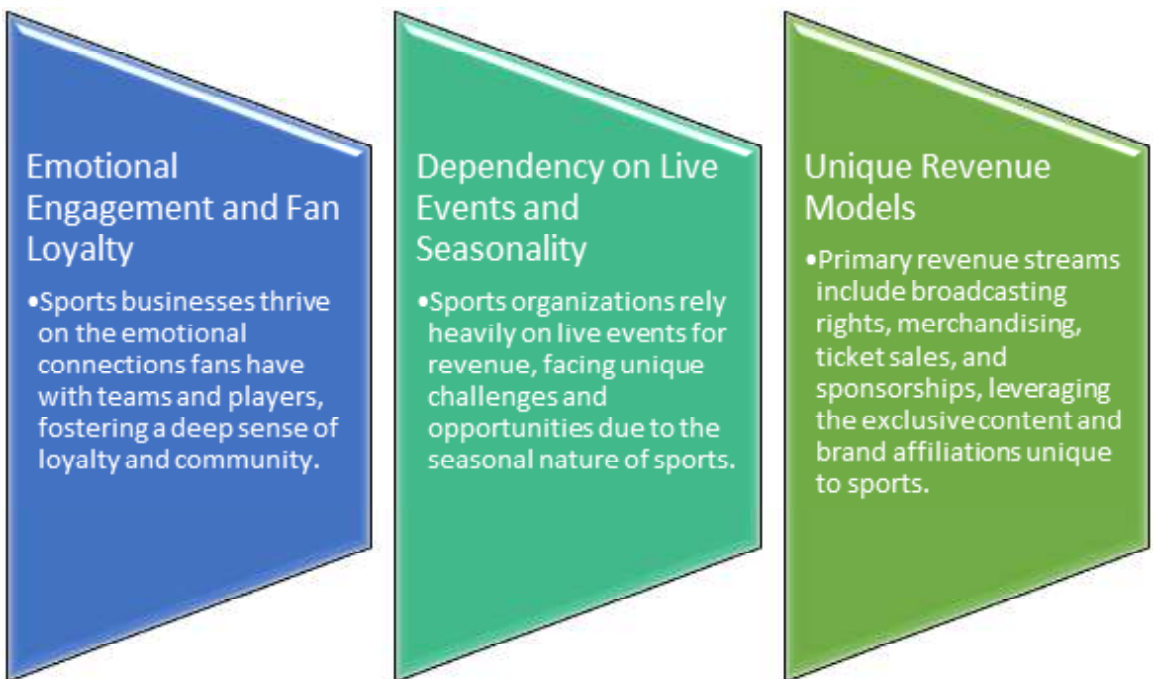 Emotional
Engagement and Fan
Loyalty
•Sports businesses thrive
on the emotional
connections fans have
with teams and players,
fostering a deep sense of
loyalty and community.
Dependency on Live
Events and
Seasonality
•Sports organizations rely
heavily on live events for
revenue, facing unique
challenges and
opportunities due to the
seasonal nature of sports.
Unique Revenue
Models
•Primary revenue streams
include broadcasting
rights, merchandising,
ticket sales, and
sponsorships, leveraging
the exclusive content and
brand affiliations unique
to sports.